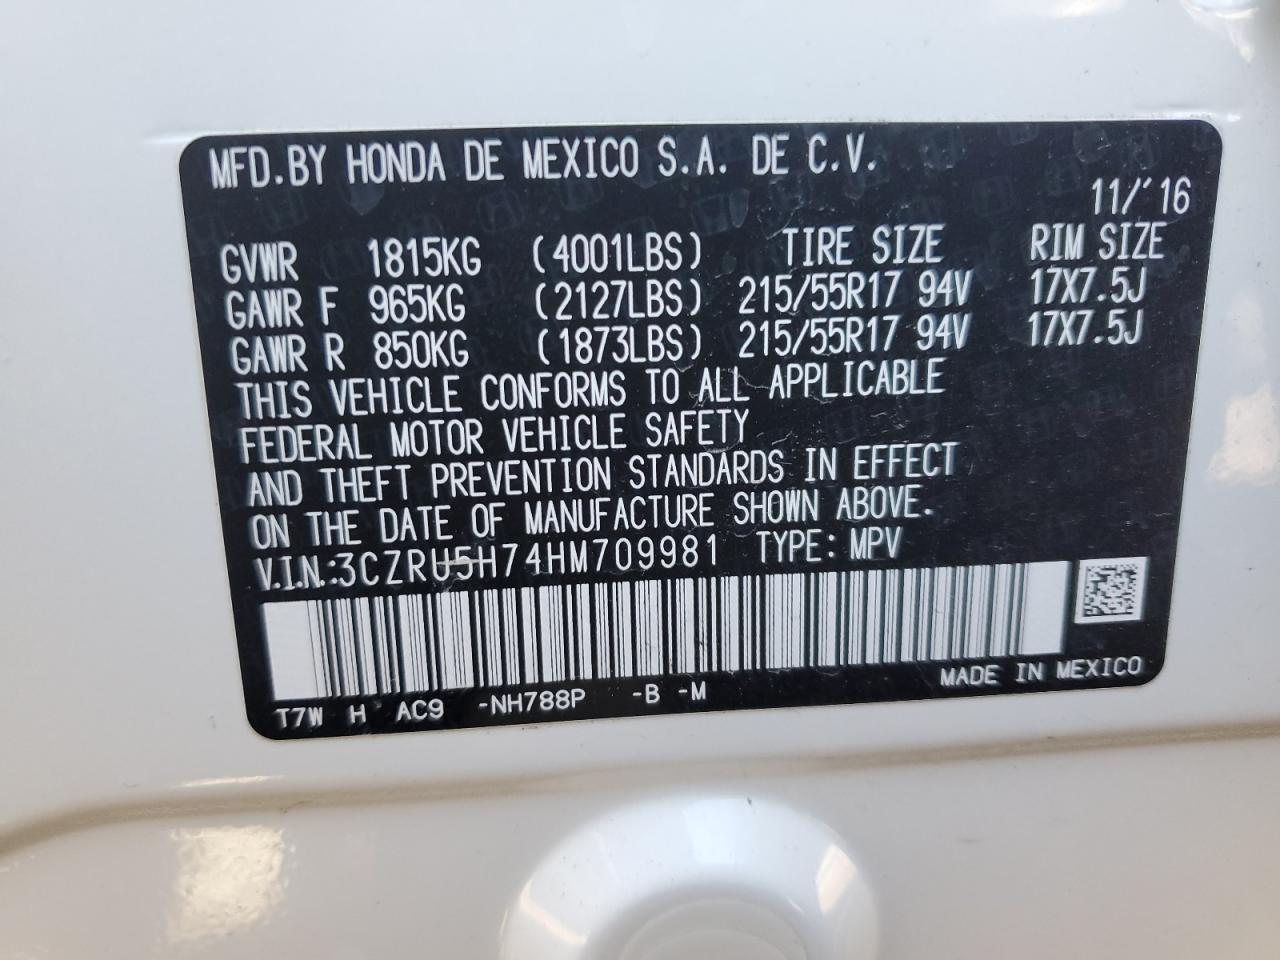 MFD.BY HONDA DE MEXICO S.A. DE C.V.
11/'16
GVWR 1815KG (4001LBS) TIRE SIZE RIM SIZE
GAWR F 965KG (2127LBS) 215/55R17 94V 17X7.5J
GAWR R 850KG (1873LBS) 215/55R17 94V 17X7.5J
THIS VEHICLE CONFORMS TO ALL APPLICABLE
FEDERAL MOTOR VEHICLE SAFETY
AND THEFT PREVENTION STANDARDS IN EFFECT
ON THE DATE OF MANUFACTURE SHOWN ABOVE.
V.I.N.:3CZRU5H74HM709981 TYPE: MPV
MADE IN MEXICO
T7W H AC9 -NH788P -B -M